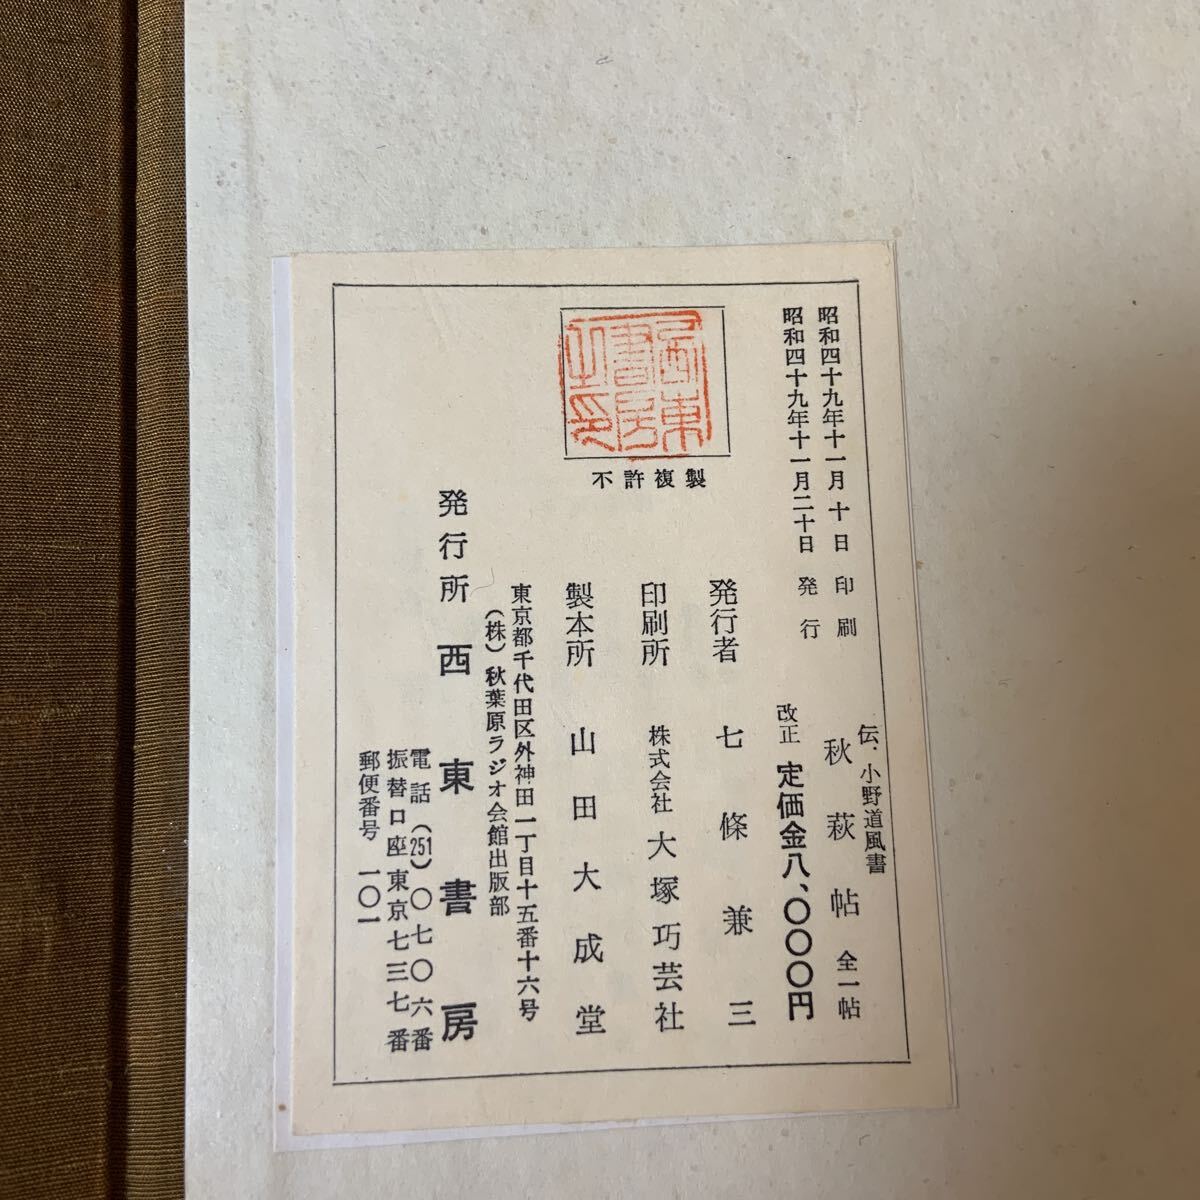 伝、小野道風書
秋萩帖 全一帖
昭和四十九年十一月十日 印刷
昭和四十九年十一月二十日 発行
改正 定価金八、〇〇〇円
発行者 七條兼三
印刷所 株式会社 大塚巧芸社
製本所 山田大成堂
東京都千代田区外神田一丁目十五番十六号
(株)秋葉原ラジオ会館出版部
発行所 西東書房
電話(251)〇七〇六番
振替口座東京七三七番
郵便番号 一〇一
西東書房之印
不許複製